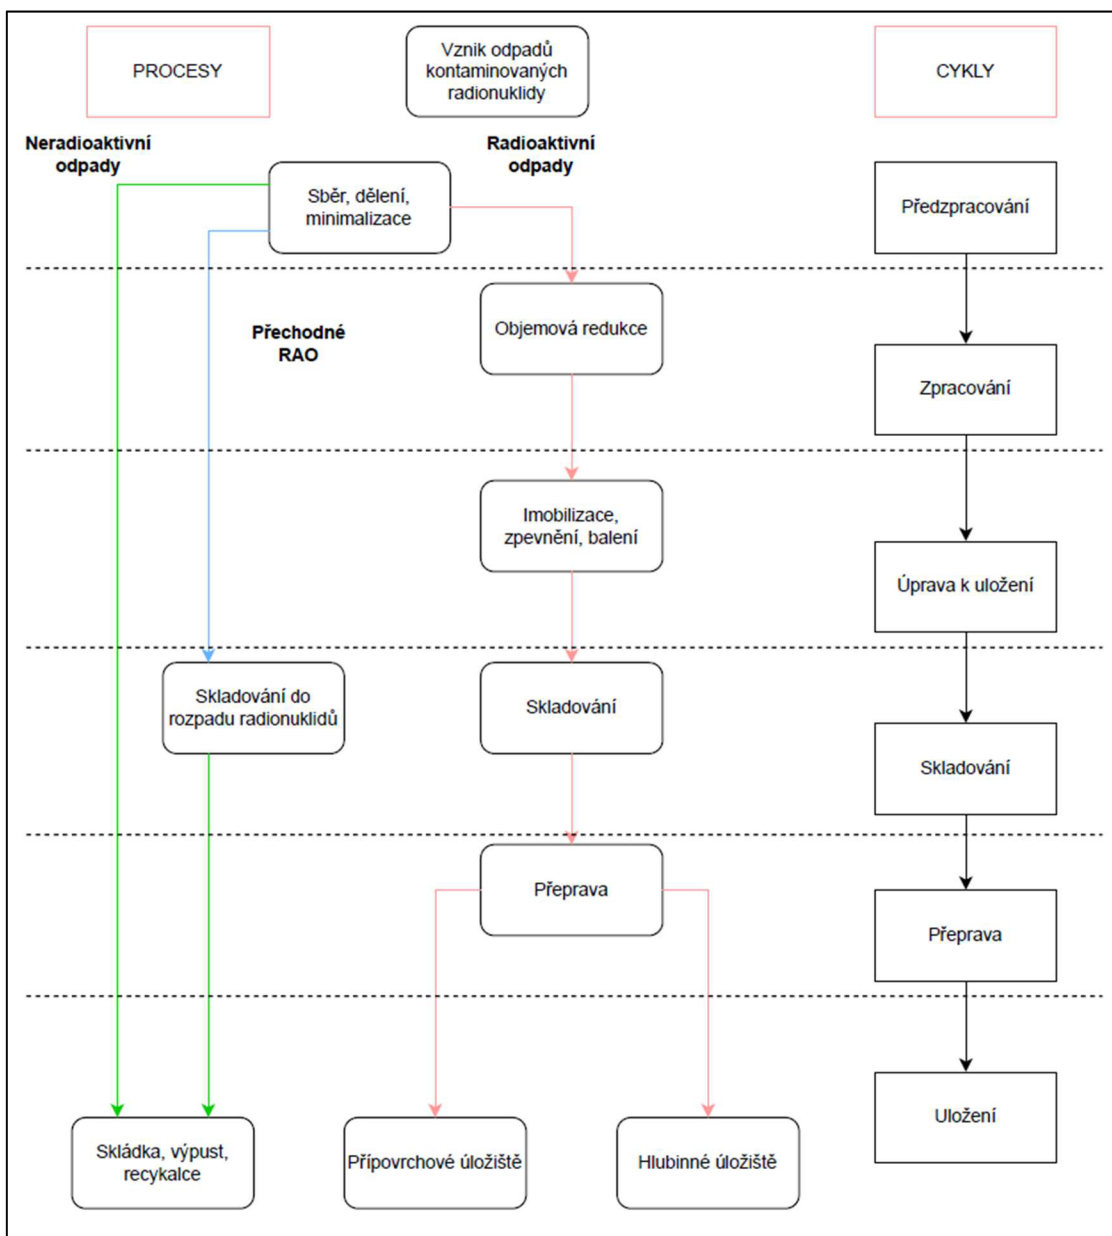 PROCESY
Vznik odpadů
kontaminovaných
radionuklidy
CYKLY
Neradioaktivní
odpady
Radioaktivní
odpady
Sběr, dělení,
minimalizace
Předzpracování
Objemová redukce
Přechodné
RAO
Zpracování
Imobilizace,
zpevnění, balení
Úprava k uložení
Skladování do
rozpadu radionuklidů
Skladování
Skladování
Přeprava
Přeprava
Skládka, výpust,
recykalce
Přípovrchové úložiště
Hlubinné úložiště
Uložení